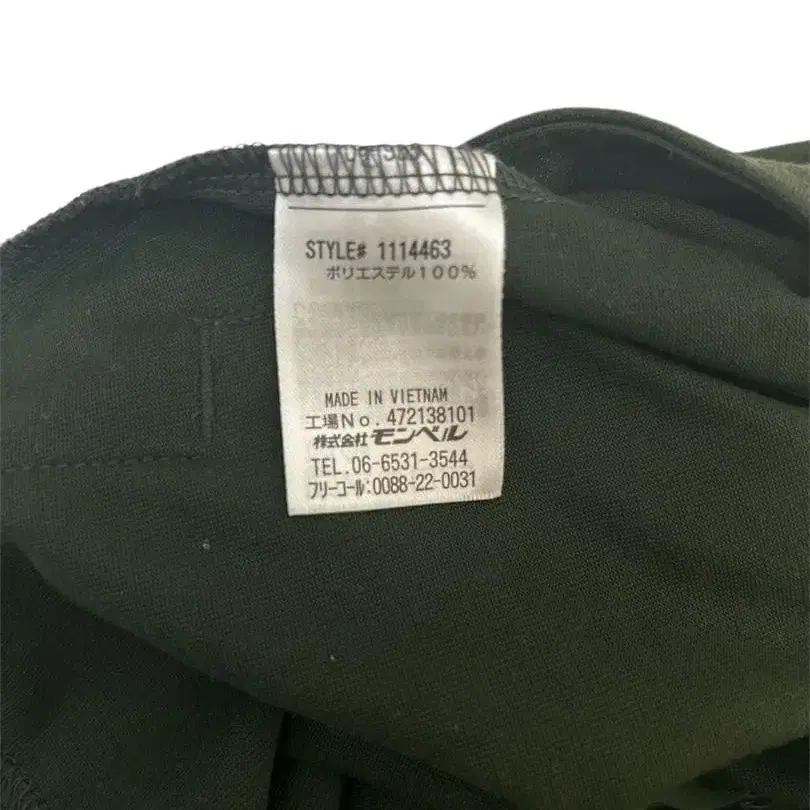 STYLE# 1114463
ポリエステル100%
MADE IN VIETNAM
工場No. 472138101
株式会社モンベル
TEL.06-6531-3544
フリーコール:0088-22-0031